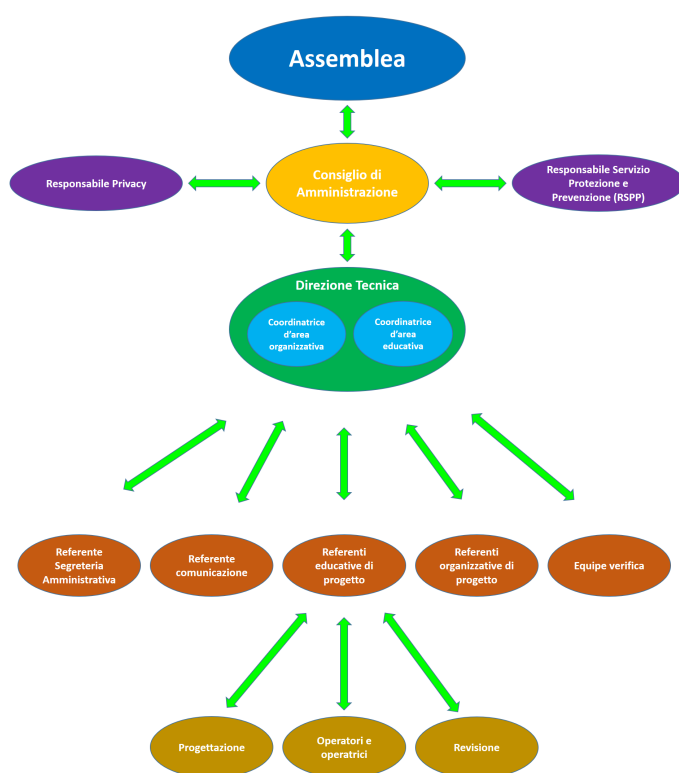 Assemblea
Responsabile Privacy
Consiglio di
Amministrazione
Responsabile Servizio
Protezione e
Prevenzione (RSPP)
Direzione Tecnica
Coordinatrice
d'area
organizzativa
Coordinatrice
d'area
educativa
Referente
Segreteria
Amministrativa
Referente
comunicazione
Referenti
educative di
progetto
Referenti
organizzative di
progetto
Equipe verifica
Progettazione
Operatori e
operatrici
Revisione